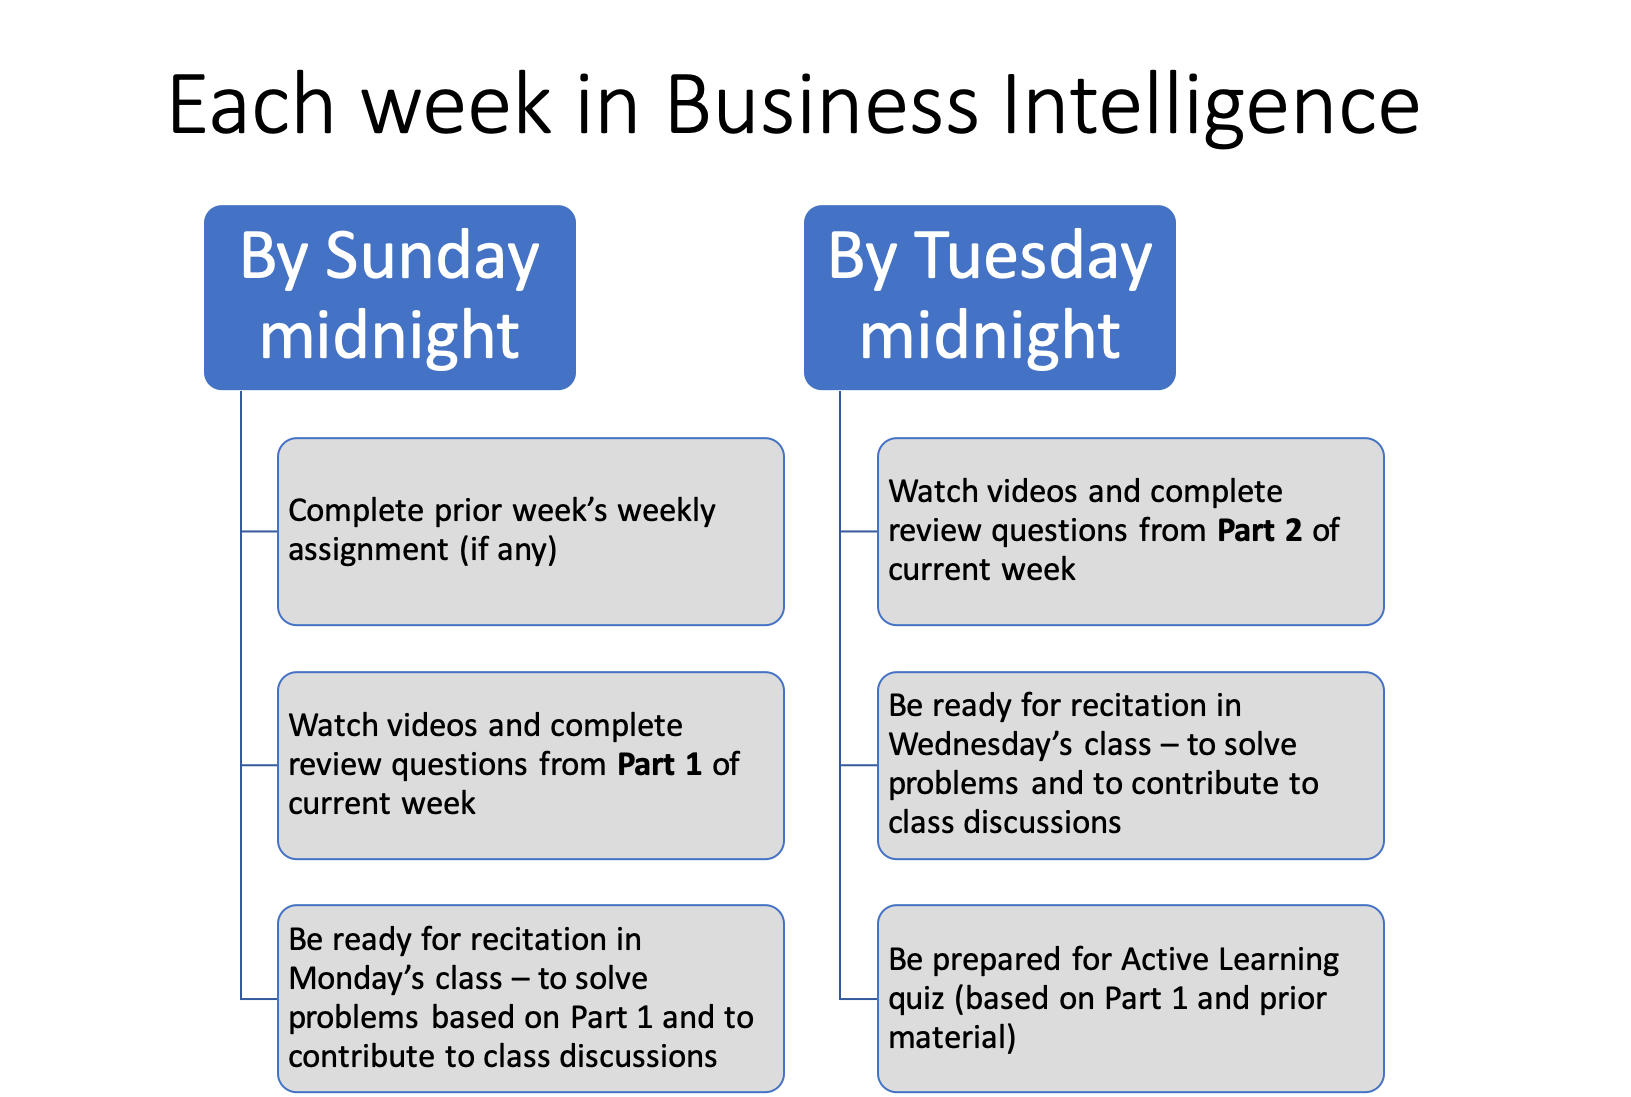 Each week in Business Intelligence
By Sunday
midnight
Complete prior week’s weekly
assignment (if any)
Watch videos and complete
review questions from Part 1 of
current week
Be ready for recitation in
Monday’s class – to solve
problems based on Part 1 and to
contribute to class discussions
By Tuesday
midnight
Watch videos and complete
review questions from Part 2 of
current week
Be ready for recitation in
Wednesday’s class – to solve
problems and to contribute to
class discussions
Be prepared for Active Learning
quiz (based on Part 1 and prior
material)